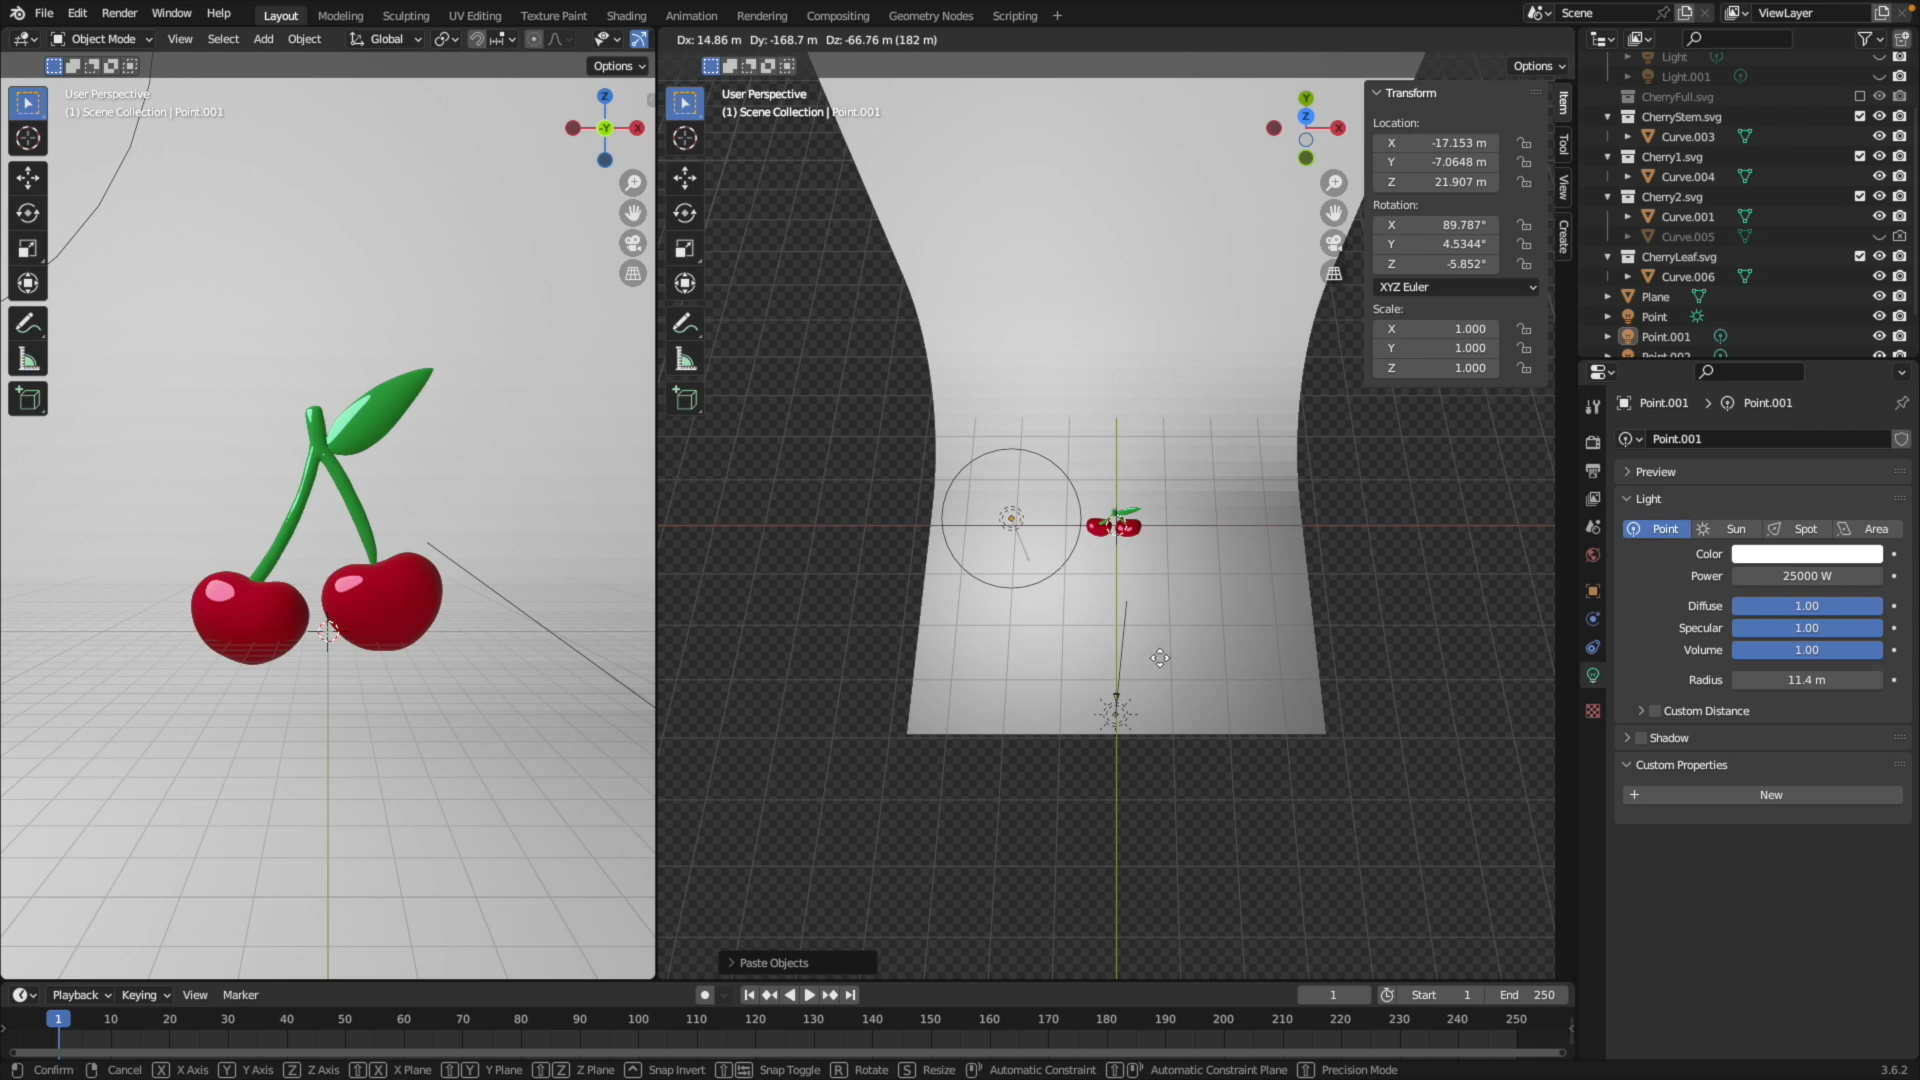 File Edit Render Window Help Layout Modeling Sculpting UV Editing Texture Paint Shading Animation Rendering Compositing Geometry Nodes Scripting + Scene ViewLayer
Object Mode View Select Add Object Global
Dx: 14.86 m Dy: -168.7 m Dz: -66.76 m (182 m)
Options
Options
User Perspective
(1) Scene Collection | Point.001
Z
-Y
X
User Perspective
(1) Scene Collection | Point.001
Y
Z
X
Transform
Location:
X -17.153 m
Y -7.0648 m
Z 21.907 m
Rotation:
X 89.787°
Y 4.5344°
Z -5.852°
XYZ Euler
Scale:
X 1.000
Y 1.000
Z 1.000
Item
Tool
View
Create
Paste Objects
Light
Light.001
CherryFull.svg
CherryStem.svg
Curve.003
Cherry1.svg
Curve.004
Cherry2.svg
Curve.001
Curve.005
CherryLeaf.svg
Curve.006
Plane
Point
Point.001
Point.002
Point.001 Point.001
Point.001
Preview
Light
Point Sun Spot Area
Color
Power 25000 W
Diffuse 1.00
Specular 1.00
Volume 1.00
Radius 11.4 m
Custom Distance
Shadow
Custom Properties
+ New
Playback Keying View Marker 1 Start 1 End 250
1 10 20 30 40 50 60 70 80 90 100 110 120 130 140 150 160 170 180 190 200 210 220 230 240 250
Confirm Cancel X X Axis Y Y Axis Z Z Axis X X Plane Y Y Plane Z Z Plane Snap Invert Snap Toggle R Rotate S Resize Automatic Constraint Automatic Constraint Plane Precision Mode 3.6.2